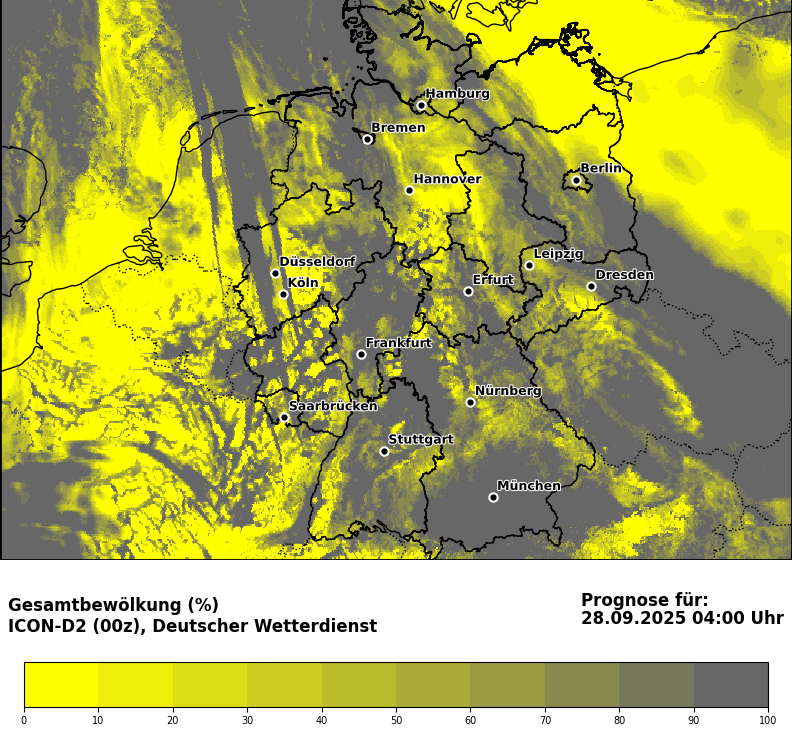 Hamburg
Bremen
Berlin
Hannover
Leipzig
Düsseldorf
Dresden
Köln
Erfurt
Frankfurt
Nürnberg
Saarbrücken
Stuttgart
München
Gesamtbewölkung (%)
ICON-D2 (00z), Deutscher Wetterdienst
Prognose für:
28.09.2025 04:00 Uhr
0 10 20 30 40 50 60 70 80 90 100